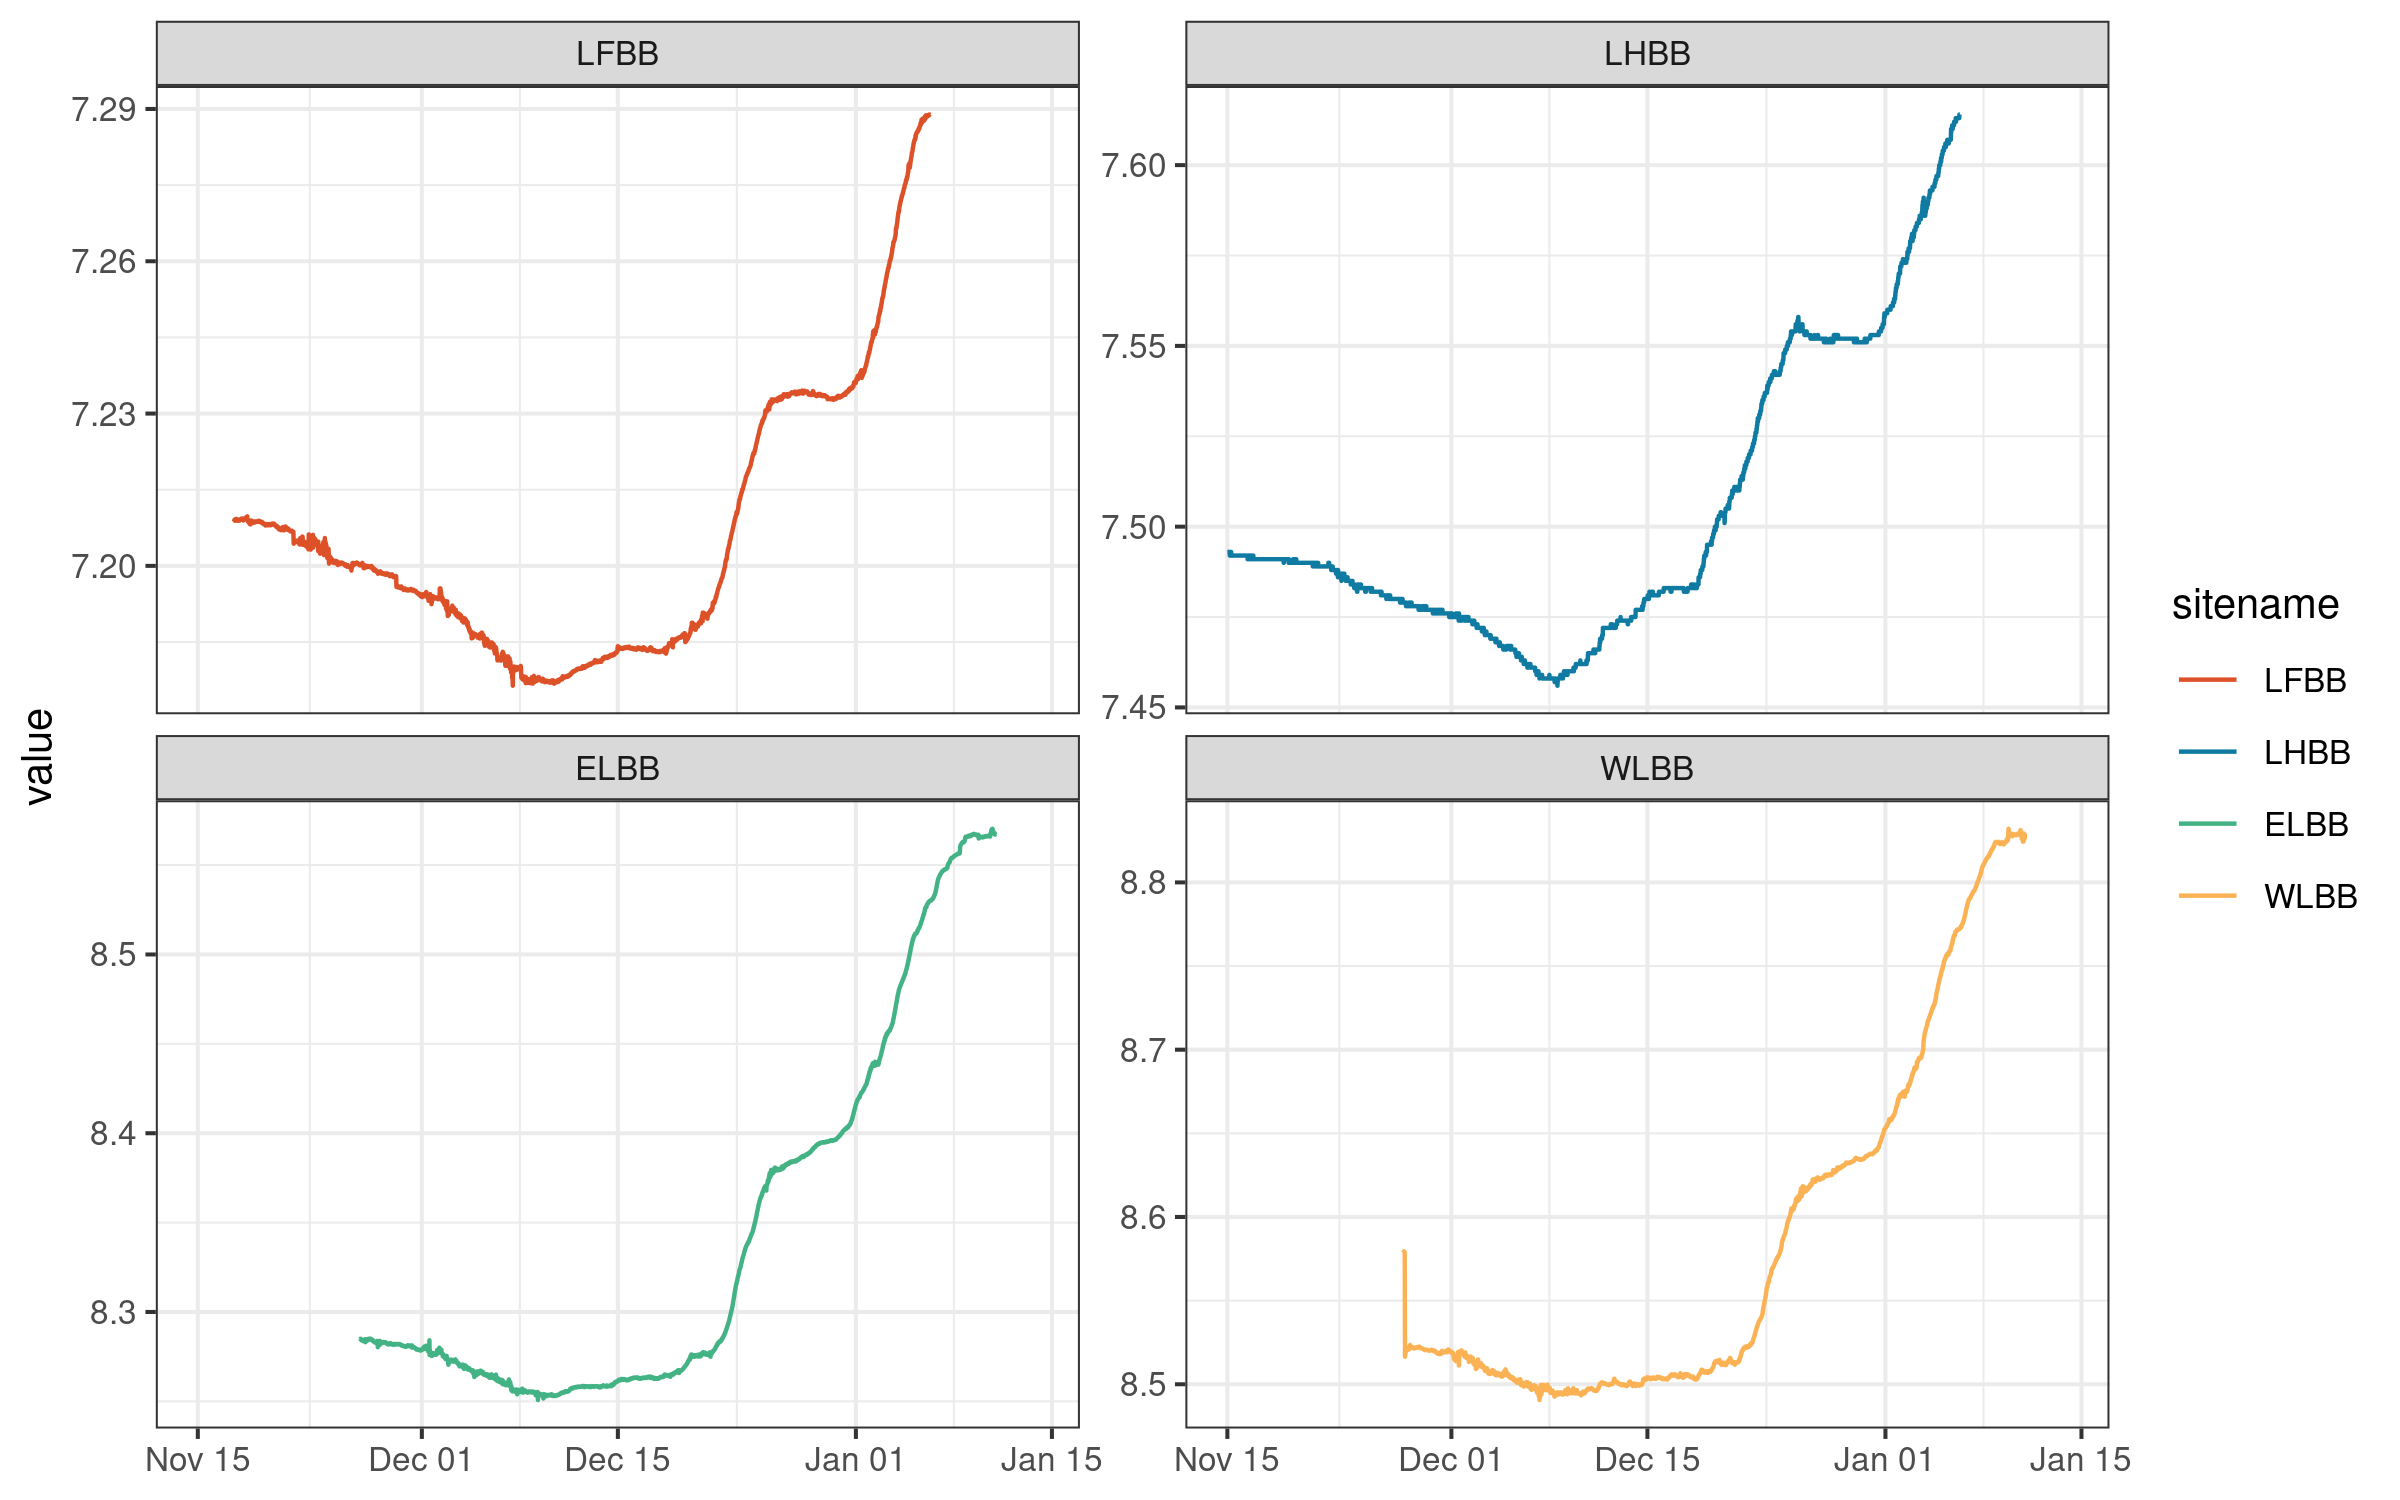 LFBB
7.29
7.26
7.23
7.20
LHBB
7.60
7.55
7.50
7.45
ELBB
8.5
8.4
8.3
WLBB
8.8
8.7
8.6
8.5
Nov 15 Dec 01 Dec 15 Jan 01 Jan 15
Nov 15 Dec 01 Dec 15 Jan 01 Jan 15
value
sitename
LFBB
LHBB
ELBB
WLBB